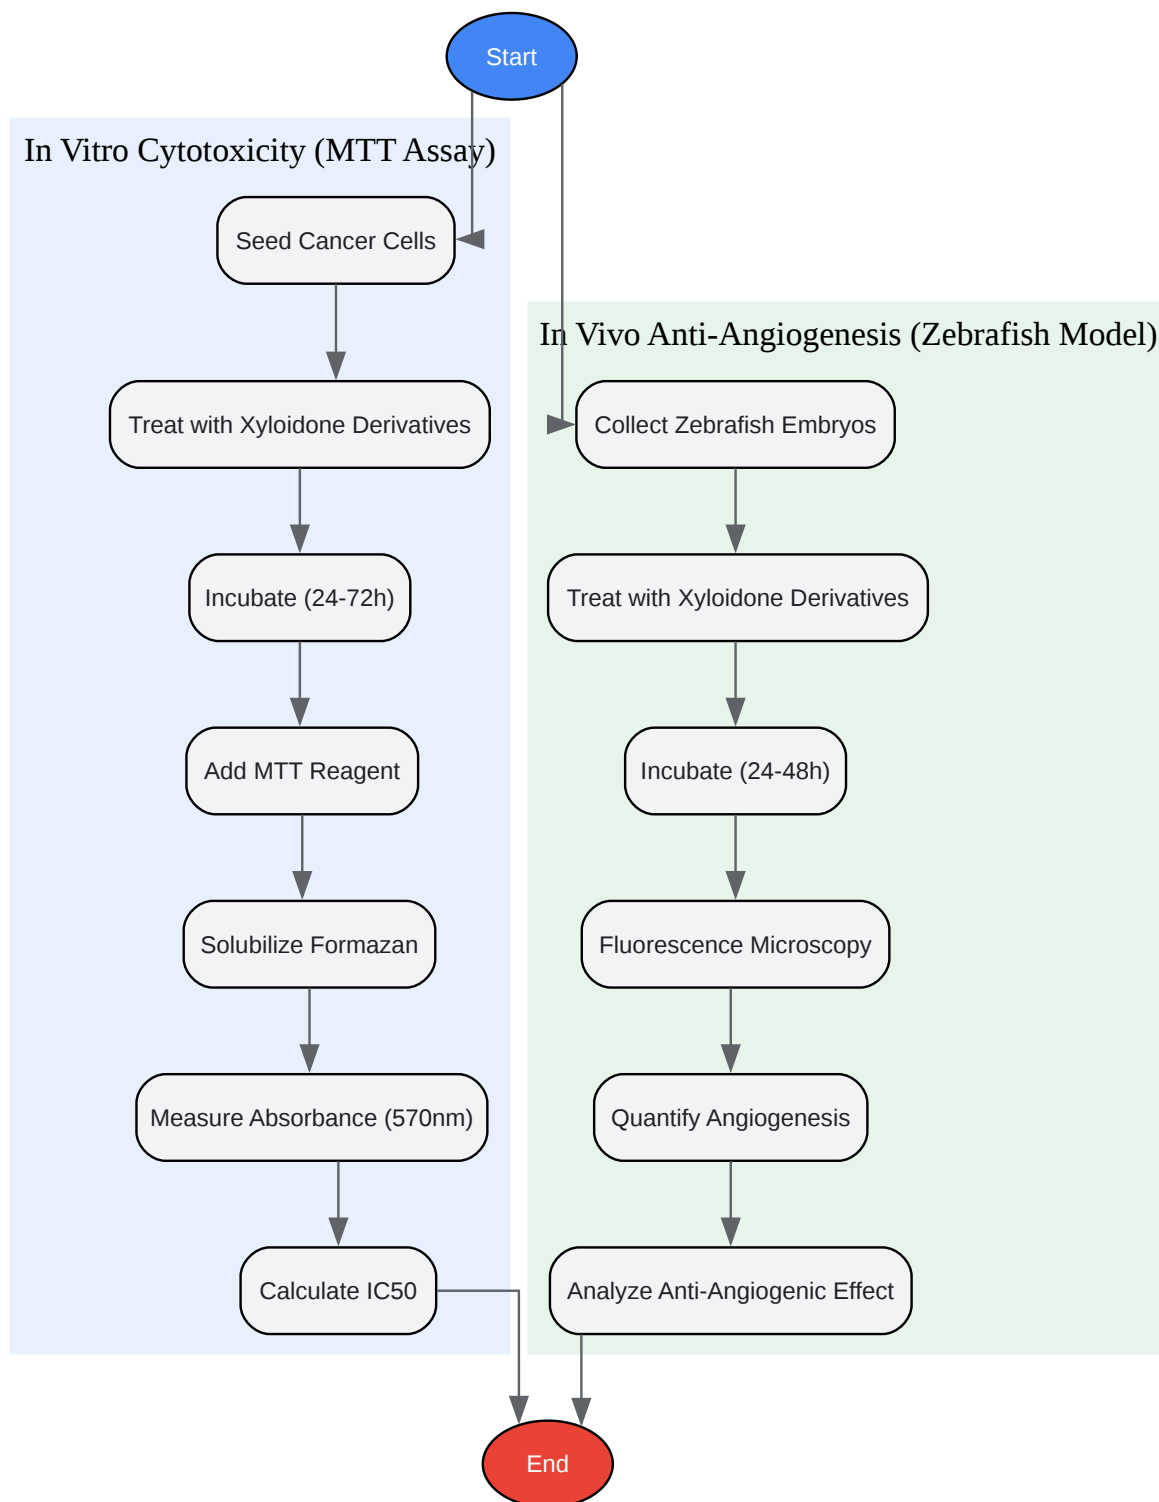 Start
In Vitro Cytotoxicity (MTT Assay)
Seed Cancer Cells
Treat with Xyloidone Derivatives
Incubate (24-72h)
Add MTT Reagent
Solubilize Formazan
Measure Absorbance (570nm)
Calculate IC50
In Vivo Anti-Angiogenesis (Zebrafish Model)
Collect Zebrafish Embryos
Treat with Xyloidone Derivatives
Incubate (24-48h)
Fluorescence Microscopy
Quantify Angiogenesis
Analyze Anti-Angiogenic Effect
End